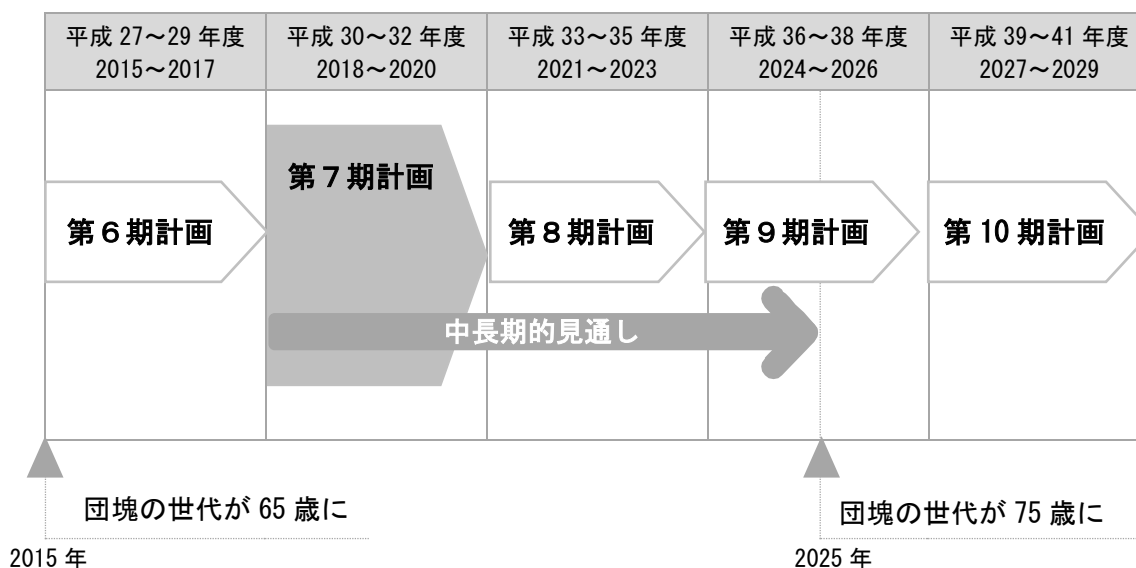 平成 27～29 年度
2015～2017
平成 30～32 年度
2018～2020
平成 33～35 年度
2021～2023
平成 36～38 年度
2024～2026
平成 39～41 年度
2027～2029
第６期計画
第７期計画
第８期計画
第９期計画
第 10 期計画
中長期的見通し
団塊の世代が 65 歳に
2015 年
団塊の世代が 75 歳に
2025 年